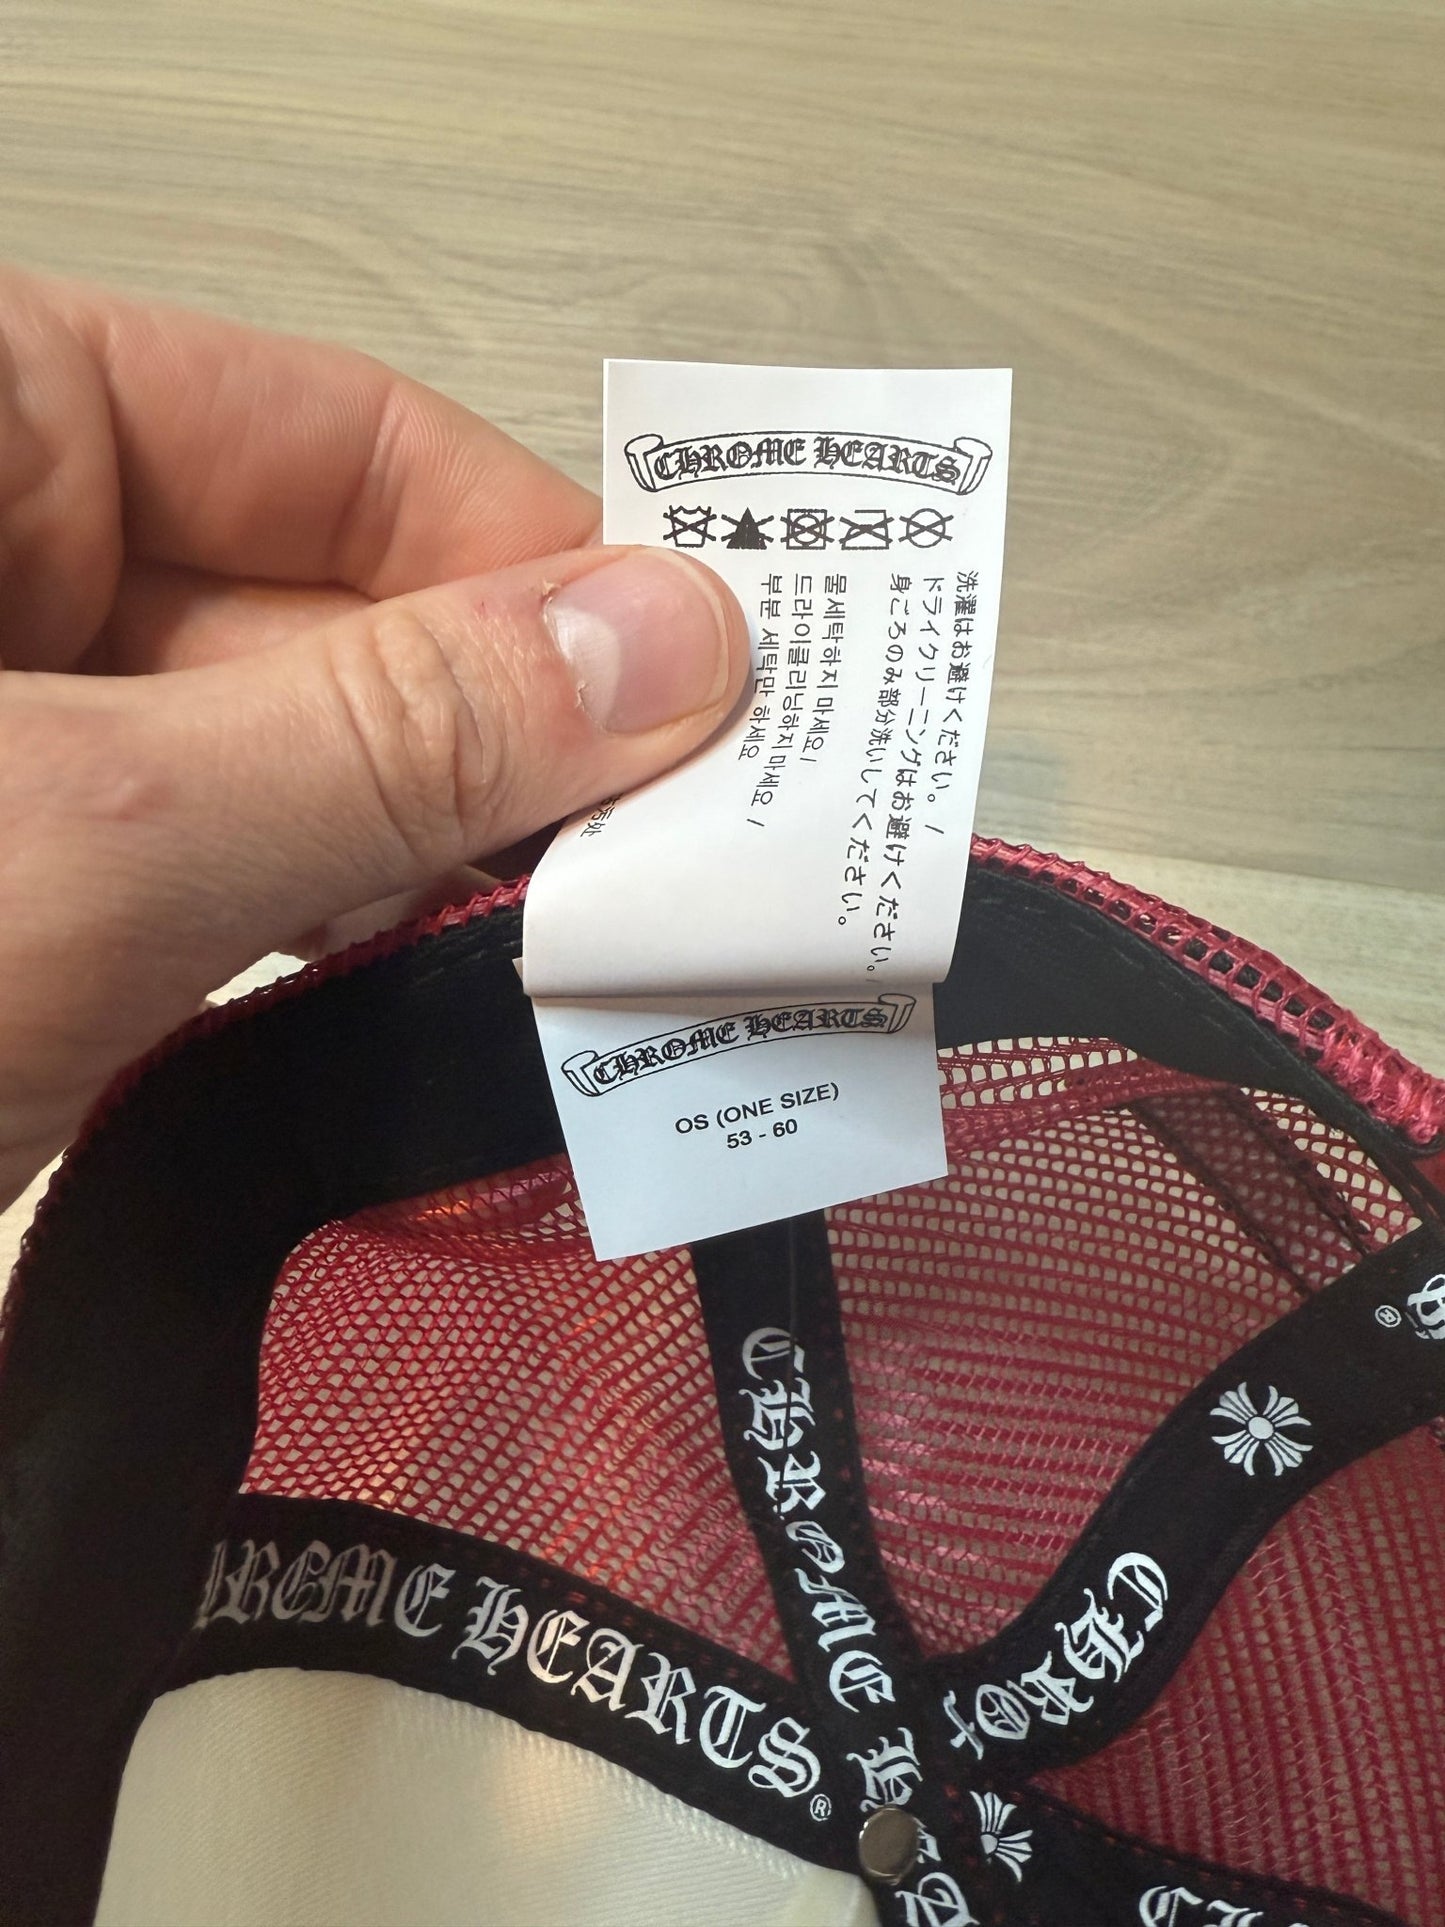 CHROME HEARTS
洗濯はお避けください。 /
ドライクリーニングはお避けください。 /
身ごろのみ部分洗いしてください。
물세탁하지 마세요 /
드라이클리닝하지 마세요 /
부분 세탁만 하세요
污处
CHROME HEARTS
OS (ONE SIZE)
53 - 60
CHROME HEARTS
HROME HEARTS®
CHRO
®